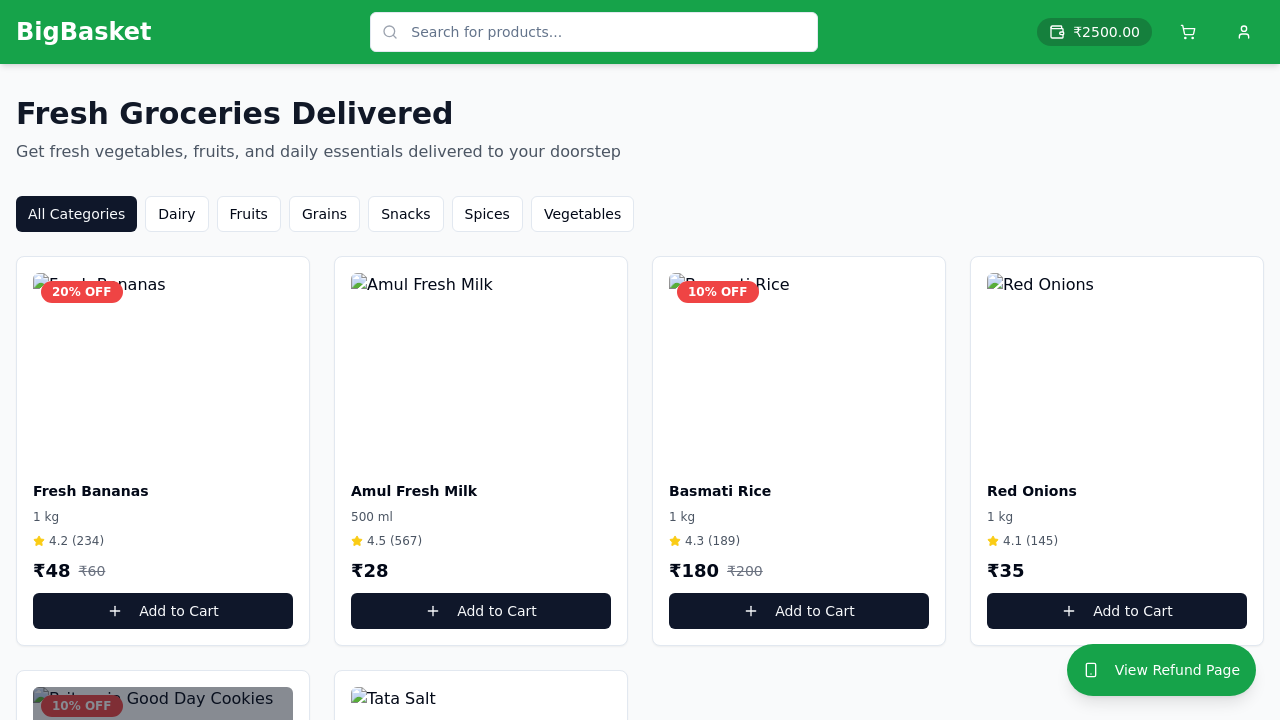 BigBasket
Search for products...
₹2500.00
Fresh Groceries Delivered
Get fresh vegetables, fruits, and daily essentials delivered to your doorstep
All Categories
Dairy
Fruits
Grains
Snacks
Spices
Vegetables
Fresh Bananas
20% OFF
Fresh Bananas
1 kg
4.2 (234)
₹48 ₹60
Add to Cart
Amul Fresh Milk
Amul Fresh Milk
500 ml
4.5 (567)
₹28
Add to Cart
Basmati Rice
10% OFF
Basmati Rice
1 kg
4.3 (189)
₹180 ₹200
Add to Cart
Red Onions
Red Onions
1 kg
4.1 (145)
₹35
Add to Cart
View Refund Page
Britannia Good Day Cookies
10% OFF
Tata Salt